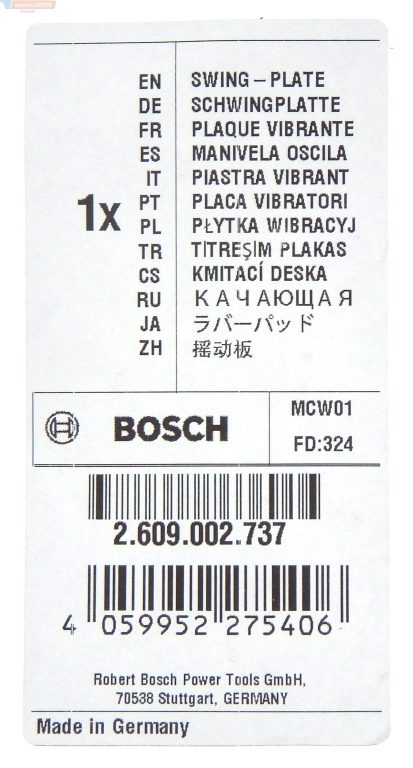 1x
EN SWING – PLATE
DE SCHWINGPLATTE
FR PLAQUE VIBRANTE
ES MANIVELA OSCILA
IT PIASTRA VIBRANT
PT PLACA VIBRATORI
PL PŁYTKA WIBRACYJ
TR TİTREŞİM PLAKAS
CS KMITACÍ DESKA
RU КАЧАЮЩАЯ
JA ラバーパッド
ZH 摇动板
BOSCH
MCW01
FD:324
2.609.002.737
4 059952 275406
Robert Bosch Power Tools GmbH,
70538 Stuttgart, GERMANY
Made in Germany